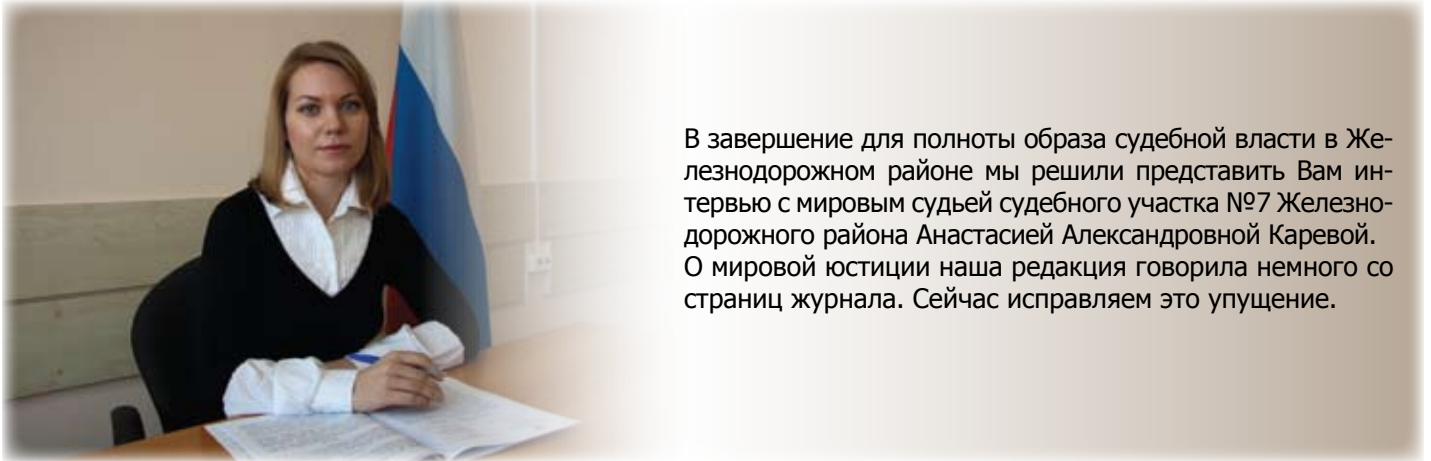 В завершение для полноты образа судебной власти в Же-
лезнодорожном районе мы решили представить Вам ин-
тервью с мировым судьей судебного участка №7 Железно-
дорожного района Анастасией Александровной Каревой.
О мировой юстиции наша редакция говорила немного со
страниц журнала. Сейчас исправляем это упущение.